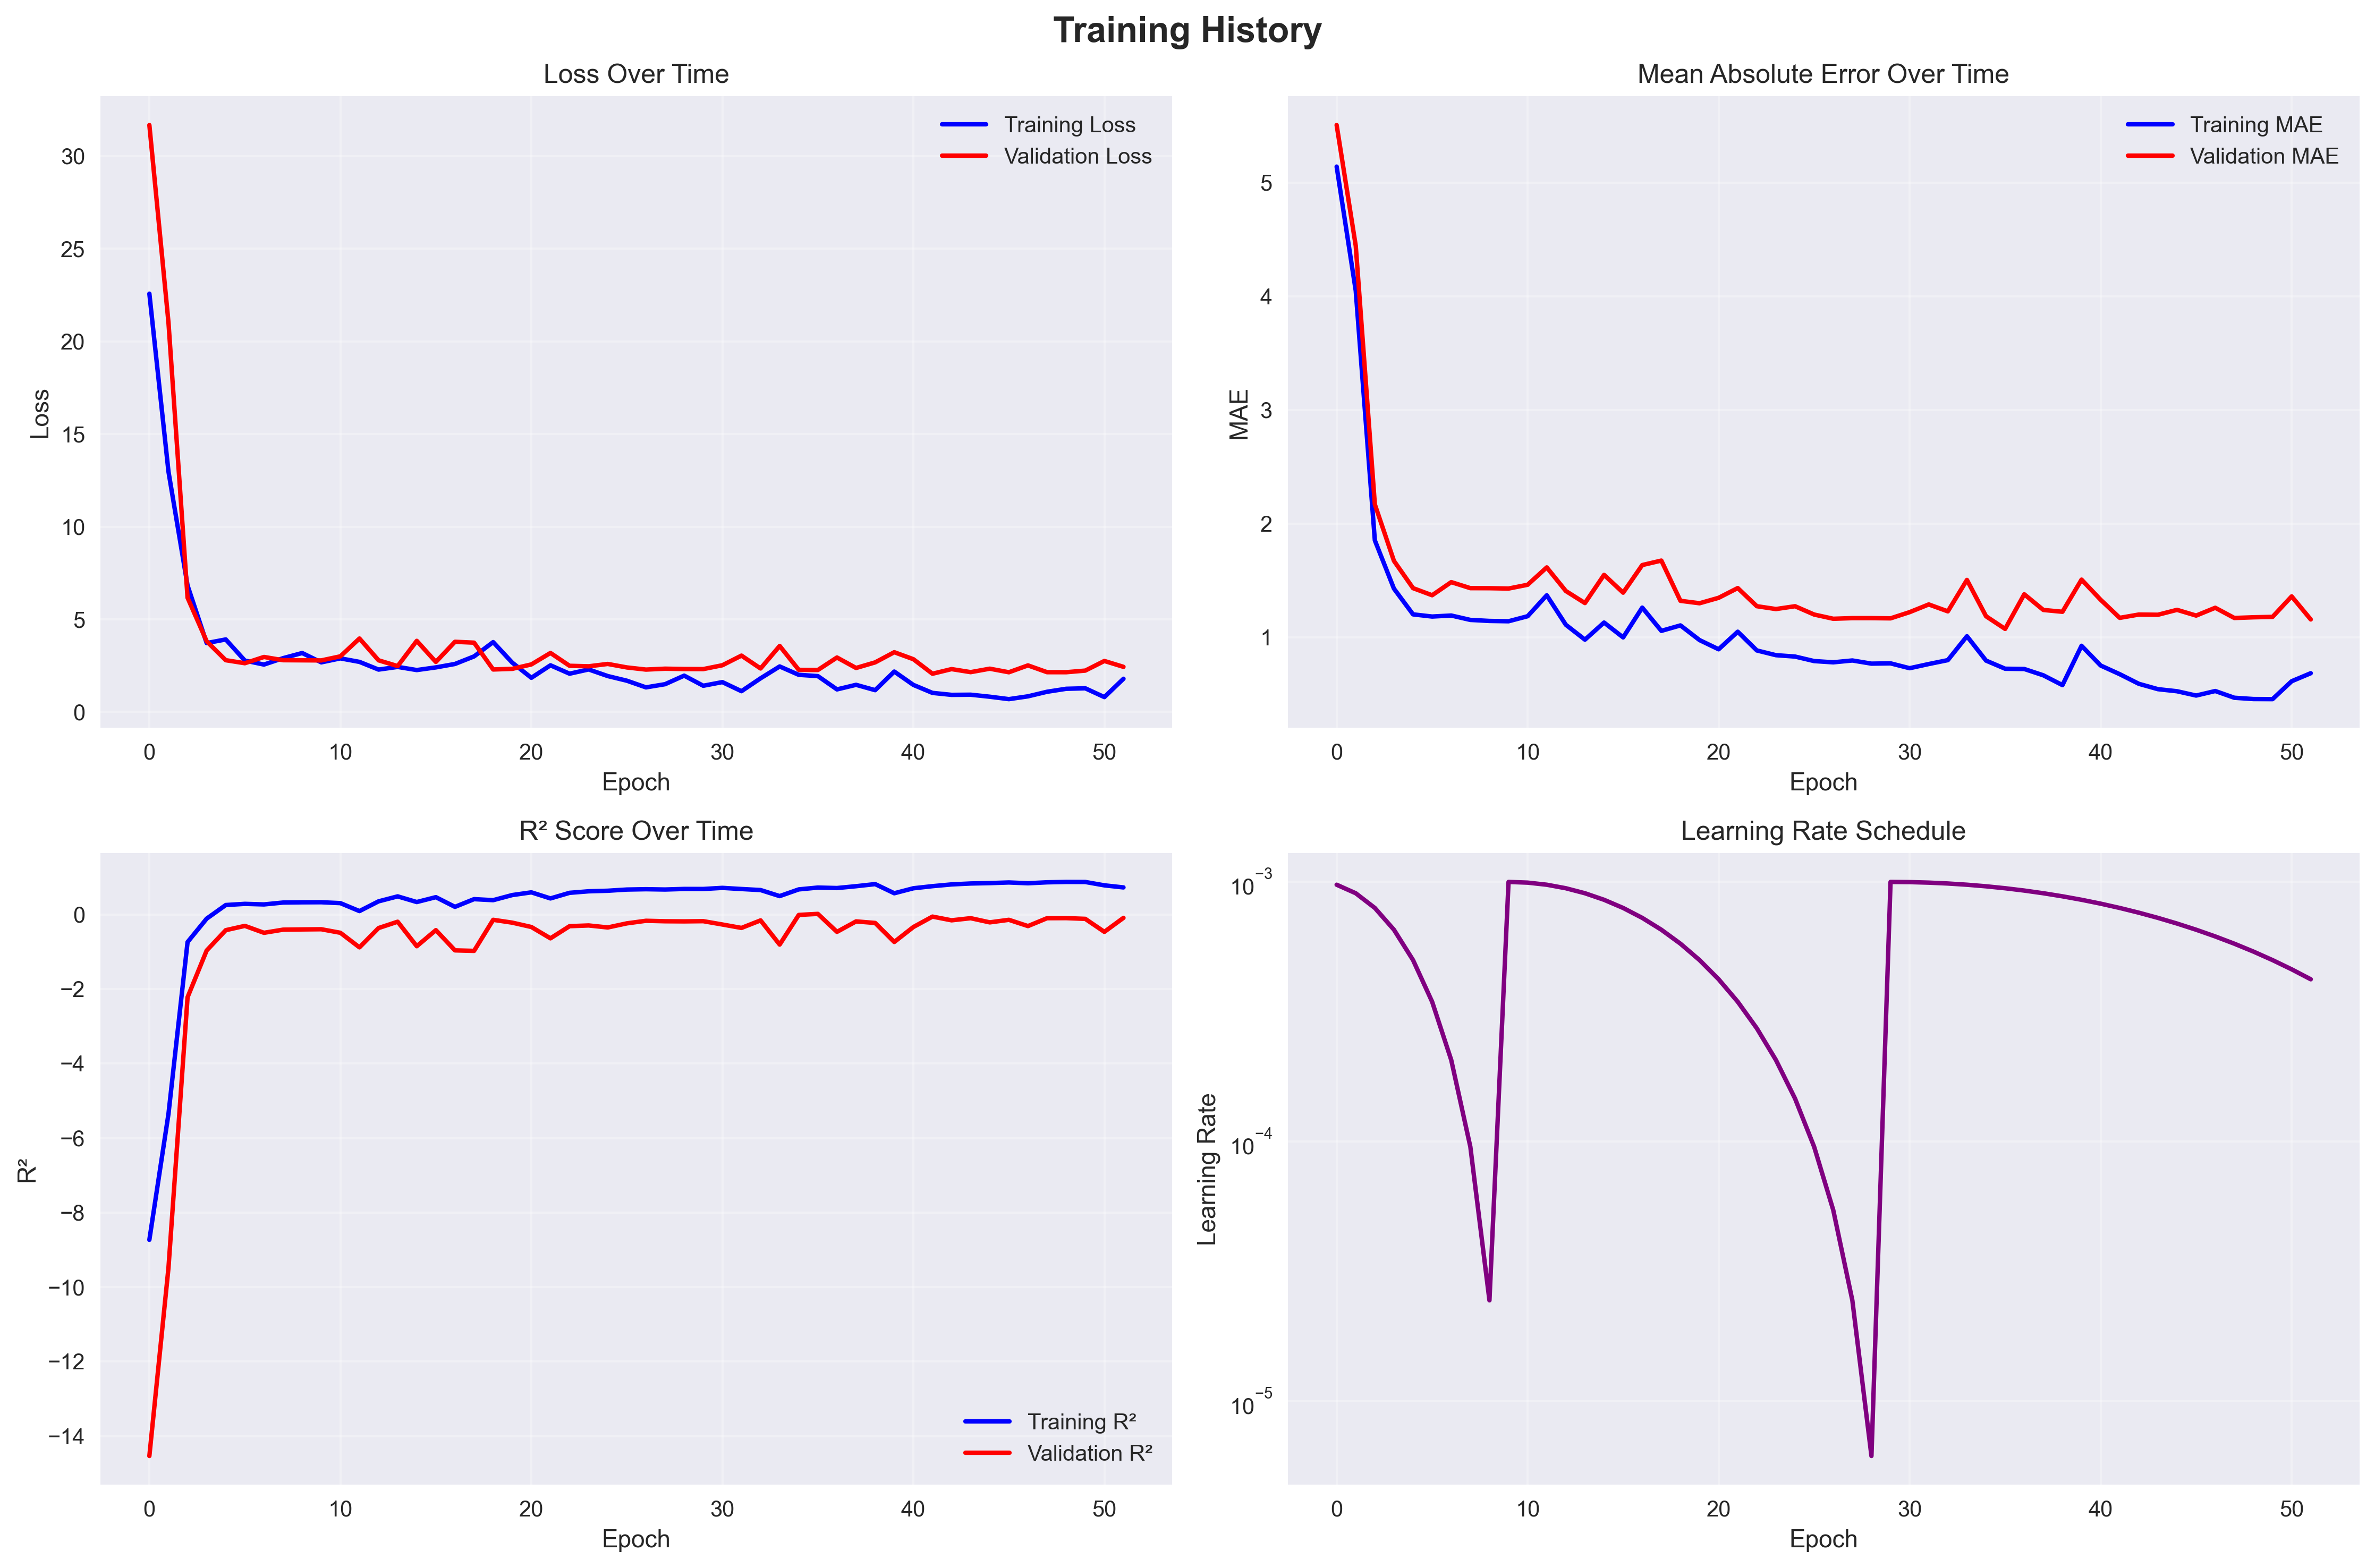 Training History
Loss Over Time
Training Loss
Validation Loss
30
25
20
15
10
5
0
Loss
0 10 20 30 40 50
Epoch
Mean Absolute Error Over Time
Training MAE
Validation MAE
5
4
3
2
1
MAE
0 10 20 30 40 50
Epoch
R² Score Over Time
0
−2
−4
−6
−8
−10
−12
−14
R²
Training R²
Validation R²
0 10 20 30 40 50
Epoch
Learning Rate Schedule
10⁻³
10⁻⁴
10⁻⁵
Learning Rate
0 10 20 30 40 50
Epoch